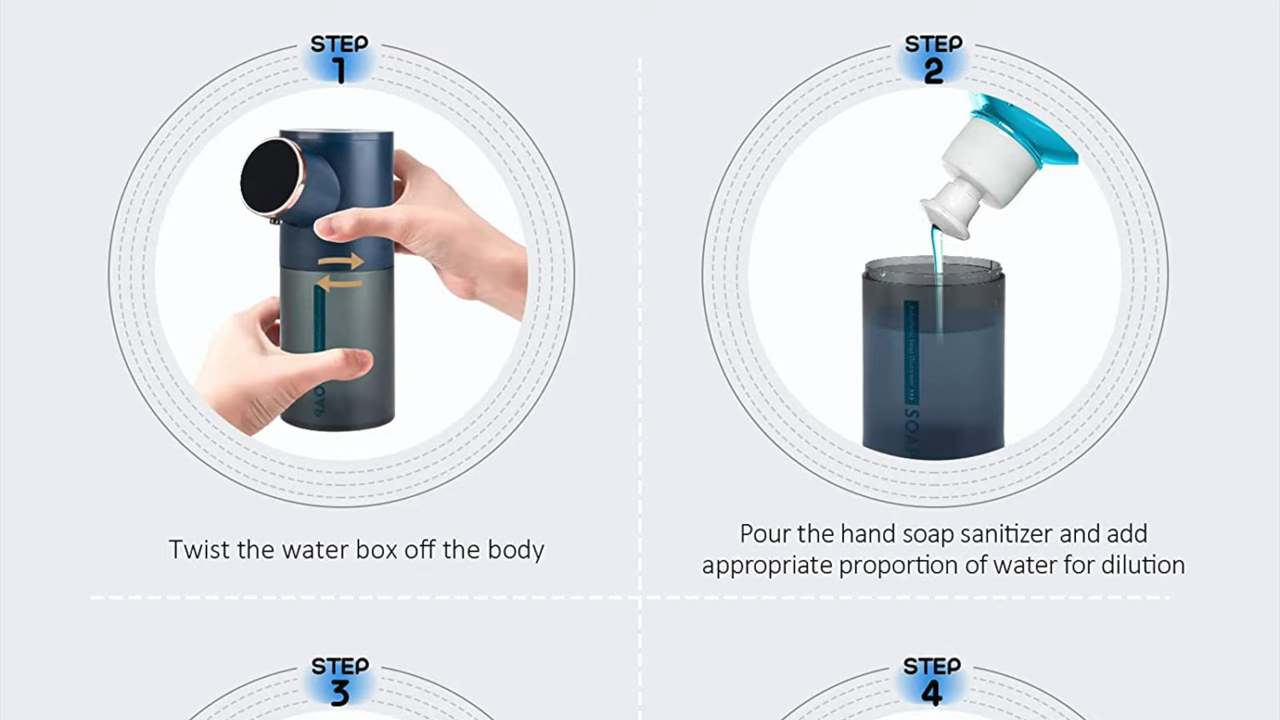 STEP
1
STEP
2
SOAP
Twist the water box off the body
Pour the hand soap sanitizer and add
appropriate proportion of water for dilution
STEP
3
STEP
4